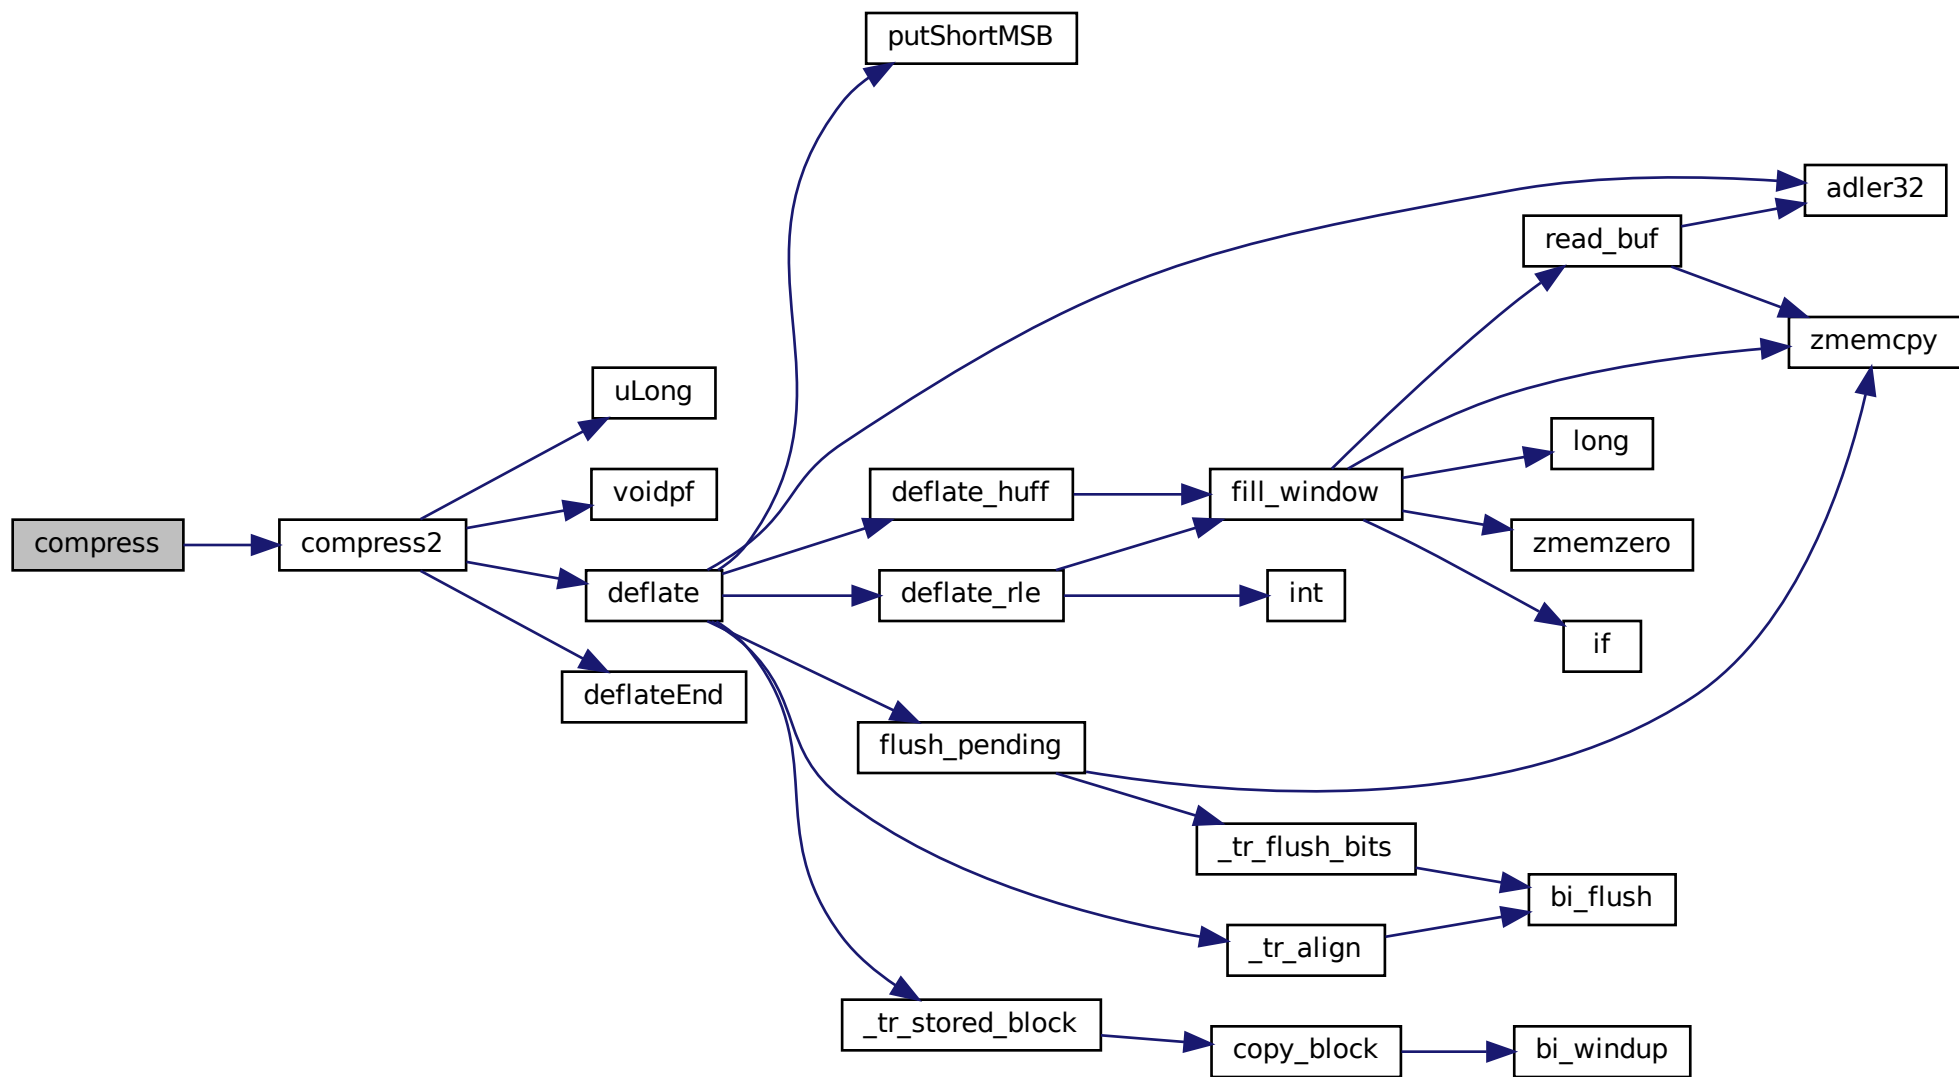 putShortMSB
adler32
read_buf
zmemcpy
uLong
long
voidpf
deflate_huff
fill_window
compress
compress2
zmemzero
deflate
deflate_rle
int
if
deflateEnd
flush_pending
_tr_flush_bits
bi_flush
_tr_align
_tr_stored_block
copy_block
bi_windup